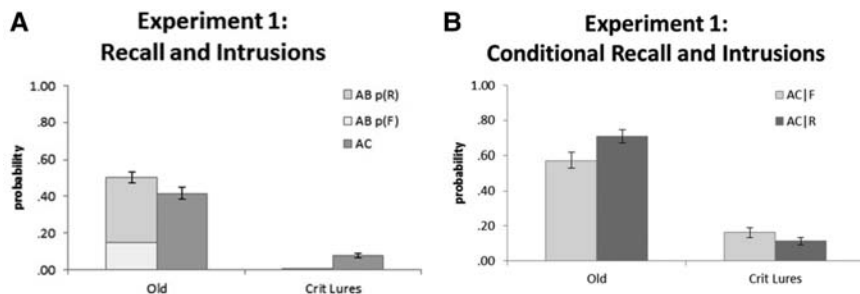 A
Experiment 1:
Recall and Intrusions
1.00
.80
.60
.40
.20
.00
probability
AB p(R)
AB p(F)
AC
Old
Crit Lures
B
Experiment 1:
Conditional Recall and Intrusions
1.00
.80
.60
.40
.20
.00
probability
AC|F
AC|R
Old
Crit Lures